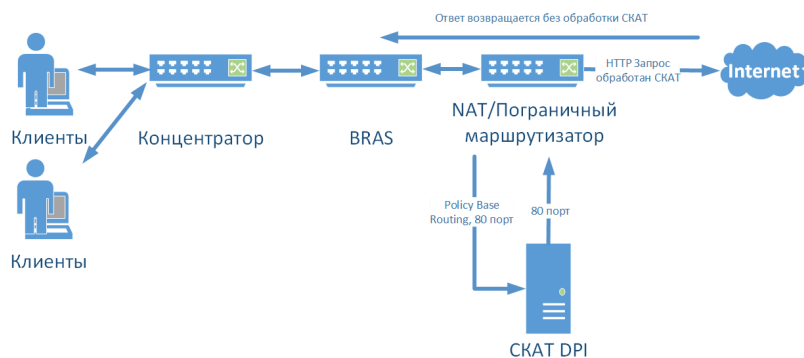 Ответ возвращается без обработки СКАТ
HTTP Запрос
обработан СКАТ
Internet
Клиенты
Концентратор
BRAS
NAT/Пограничный
маршрутизатор
Policy Base
Routing, 80 порт
80 порт
Клиенты
СКАТ DPI